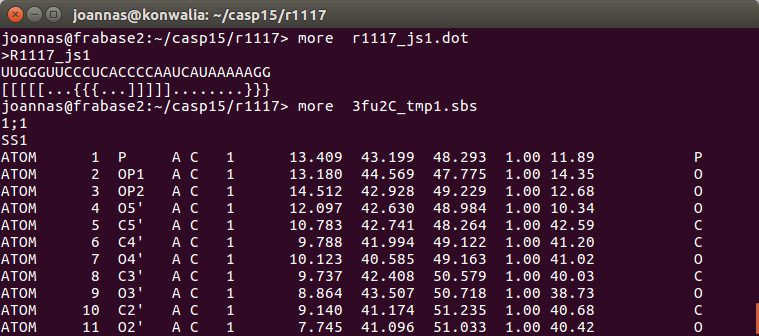 joannas@konwalia: ~/casp15/r1117
joannas@frabase2:~/casp15/r1117> more  r1117_js1.dot
>R1117_js1
UUGGGUUCCCUCACCCCAAUCAUAAAAAGG
[[[[[...{{{...]]]]]........}}}
joannas@frabase2:~/casp15/r1117> more  3fu2C_tmp1.sbs
1;1
SS1
ATOM      1  P     A C   1      13.409  43.199  48.293  1.00 11.89           P
ATOM      2  OP1   A C   1      13.180  44.569  47.775  1.00 14.35           O
ATOM      3  OP2   A C   1      14.512  42.928  49.229  1.00 12.68           O
ATOM      4  O5'   A C   1      12.097  42.630  48.984  1.00 10.34           O
ATOM      5  C5'   A C   1      10.783  42.741  48.264  1.00 42.59           C
ATOM      6  C4'   A C   1       9.788  41.994  49.122  1.00 41.20           C
ATOM      7  O4'   A C   1      10.123  40.585  49.163  1.00 41.02           O
ATOM      8  C3'   A C   1       9.737  42.408  50.579  1.00 40.03           C
ATOM      9  O3'   A C   1       8.864  43.507  50.718  1.00 38.73           O
ATOM     10  C2'   A C   1       9.140  41.174  51.235  1.00 40.68           C
ATOM     11  O2'   A C   1       7.745  41.096  51.033  1.00 40.42           O